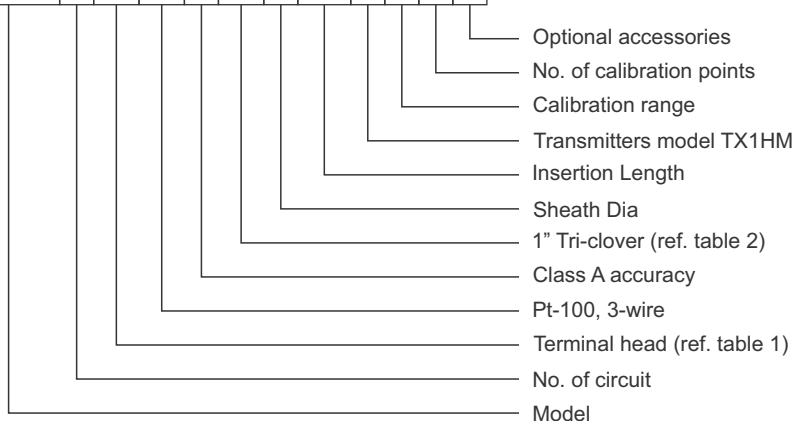 Optional accessories
No. of calibration points
Calibration range
Transmitters model TX1HM
Insertion Length
Sheath Dia
1” Tri-clover (ref. table 2)
Class A accuracy
Pt-100, 3-wire
Terminal head (ref. table 1)
No. of circuit
Model